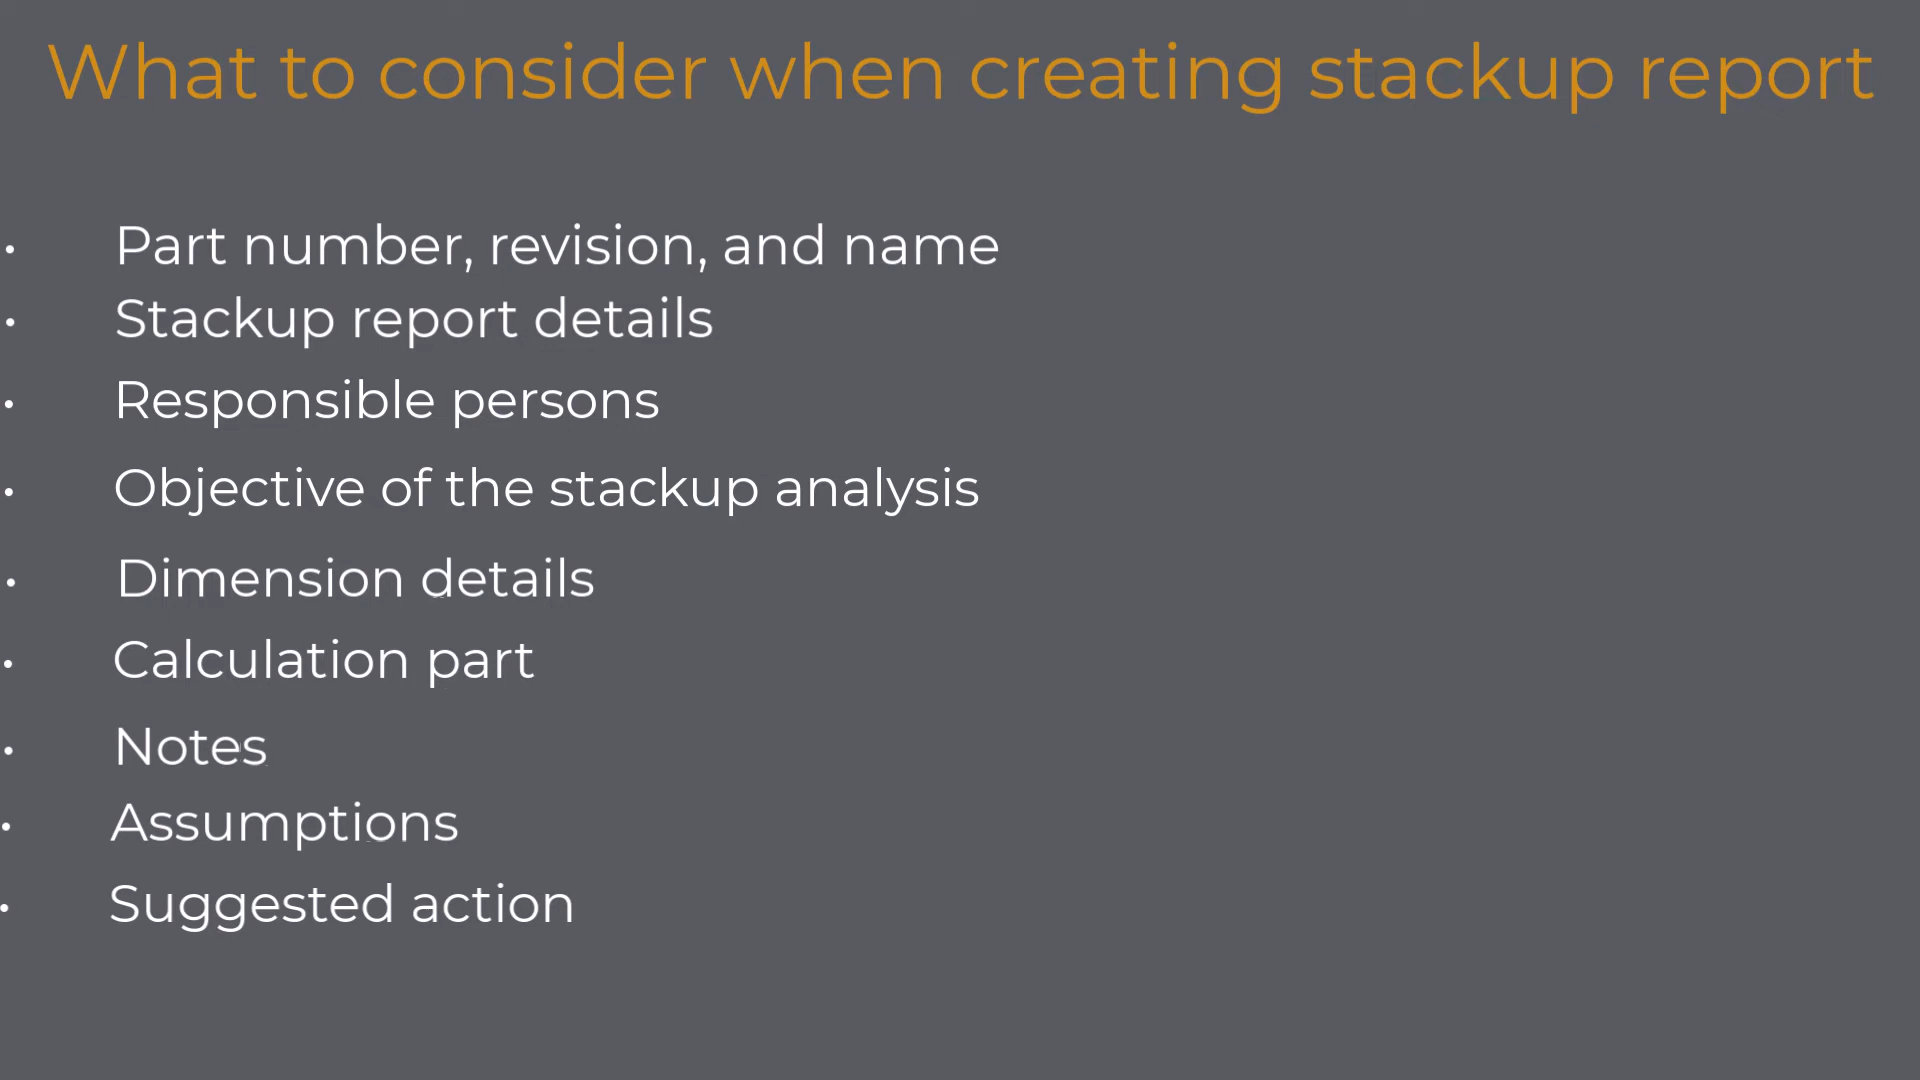 What to consider when creating stackup report
• Part number, revision, and name
• Stackup report details
• Responsible persons
• Objective of the stackup analysis
• Dimension details
• Calculation part
• Notes
• Assumptions
• Suggested action